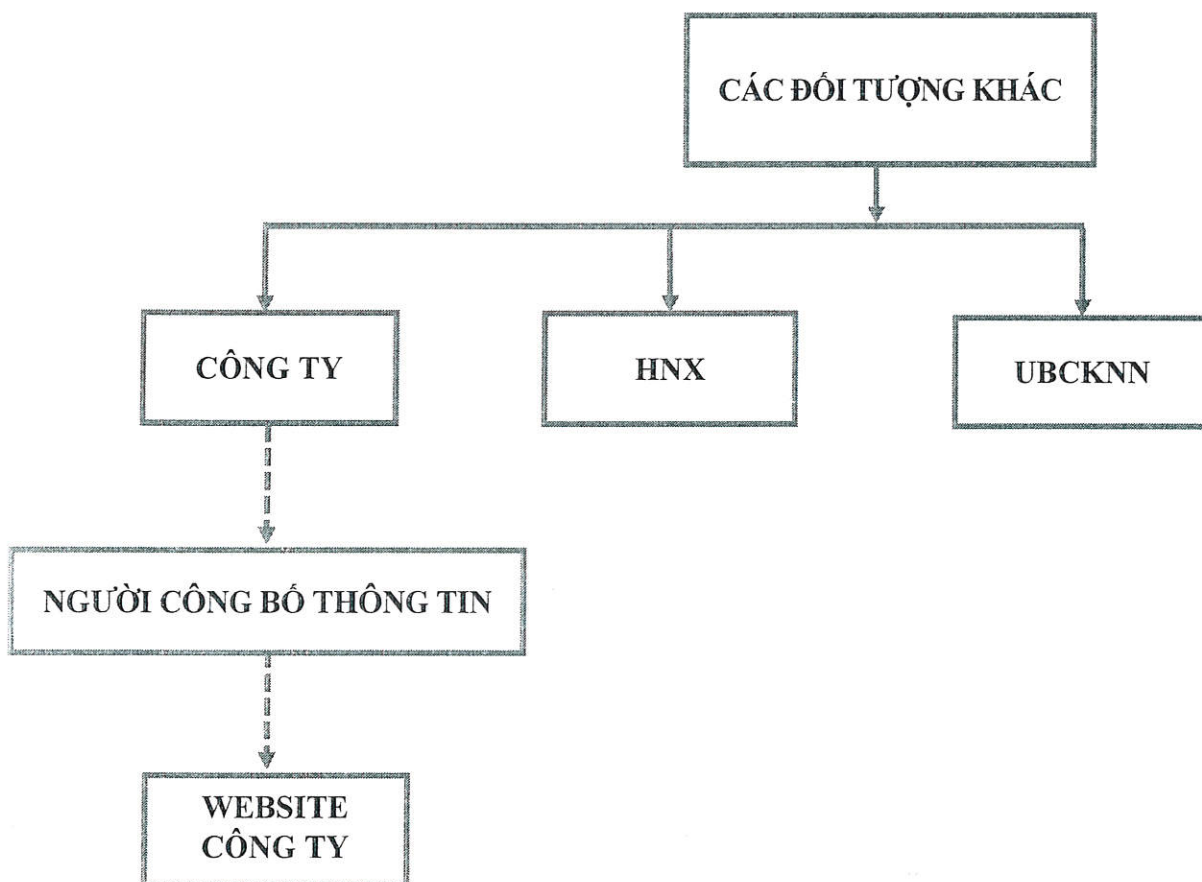 CÁC ĐỐI TƯỢNG KHÁC
CÔNG TY
HNX
UBCKNN
NGƯỜI CÔNG BỐ THÔNG TIN
WEBSITE
CÔNG TY